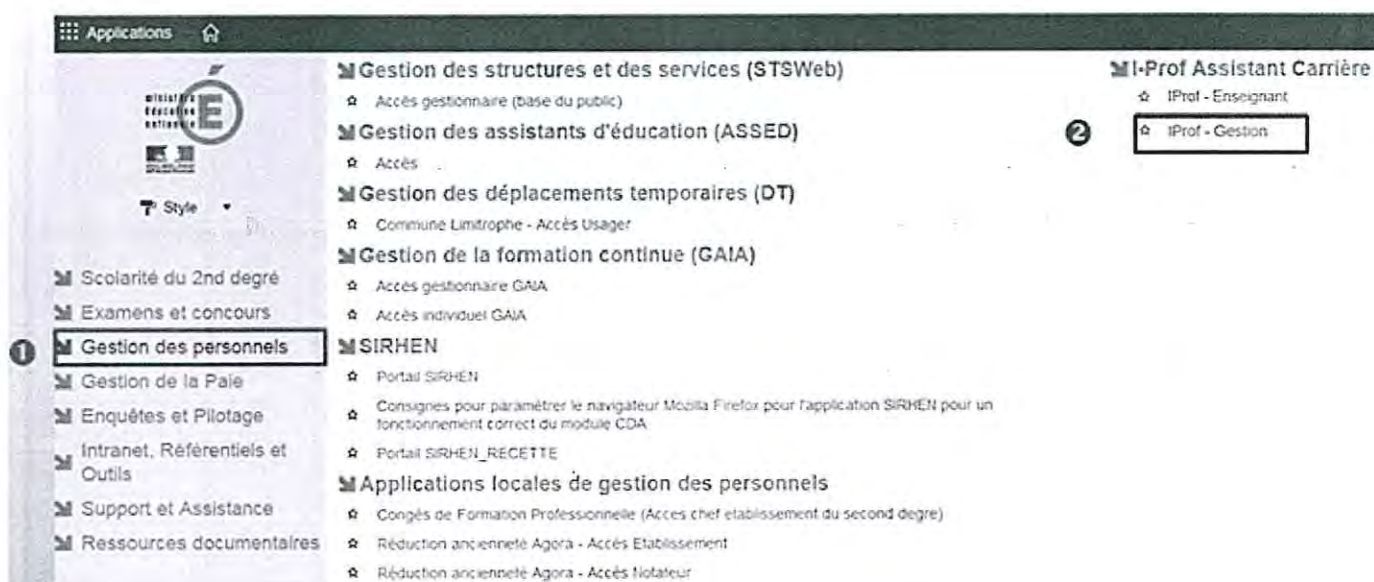 Applications
ministère
éducation
nationale
É
Style
Scolarité du 2nd degré
Examens et concours
1
Gestion des personnels
Gestion de la Paie
Enquêtes et Pilotage
Intranet, Référentiels et
Outils
Support et Assistance
Ressources documentaires
Gestion des structures et des services (STSWeb)
Accès gestionnaire (base du public)
Gestion des assistants d'éducation (ASSED)
Accès
Gestion des déplacements temporaires (DT)
Commune Limitrophe - Accès Usager
Gestion de la formation continue (GAIA)
Accès gestionnaire GAIA
Accès individuel GAIA
SIRHEN
Portail SIRHEN
Consignes pour paramétrer le navigateur Mozilla Firefox pour l'application SIRHEN pour un
fonctionnement correct du module CDA
Portail SIRHEN_RECETTE
Applications locales de gestion des personnels
Congés de Formation Professionnelle (Acces chef etablissement du second degre)
Réduction ancienneté Agora - Accès Etablissement
Réduction ancienneté Agora - Accès Notateur
I-Prof Assistant Carrière
IProf - Enseignant
2
IProf - Gestion